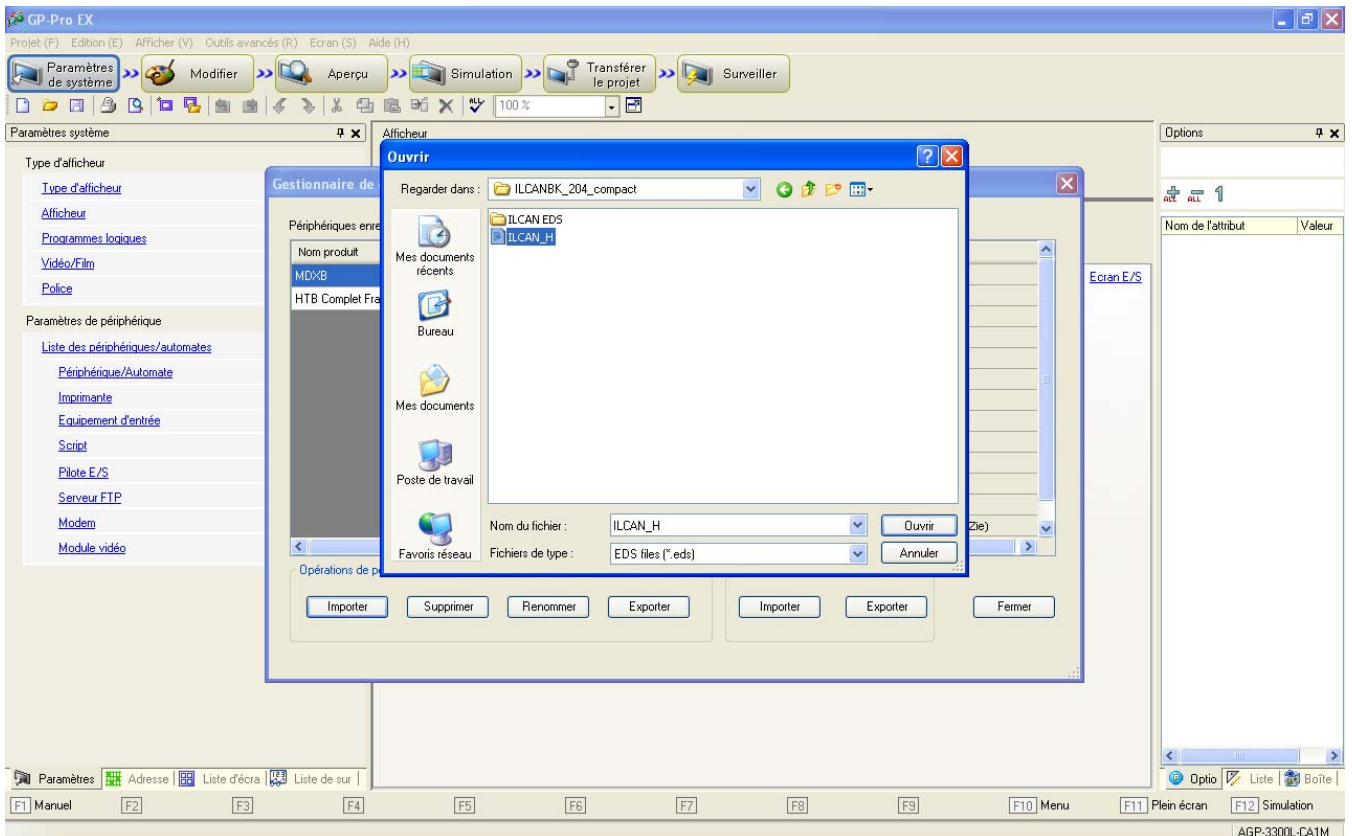 GP-Pro EX
Projet (F) Edition (E) Afficher (V) Outils avancés (R) Ecran (S) Aide (H)
Paramètres de système Modifier Aperçu Simulation Transférer le projet Surveiller
100 %
Paramètres système
Type d'afficheur
Type d'afficheur
Afficheur
Programmes logiques
Vidéo/Film
Police
Paramètres de périphérique
Liste des périphériques/automates
Périphérique/Automate
Imprimante
Equipement d'entrée
Script
Pilote E/S
Serveur FTP
Modem
Module vidéo
Paramètres Adresse Liste d'écra Liste de sur
Afficheur
Ecran E/S
Gestionnaire de
Périphériques enre
Nom produit
MDXB
HTB Complet Fra
Zie)
Opérations de p
Importer Supprimer Renommer Exporter Importer Exporter Fermer
Ouvrir
Regarder dans : ILCANBK_204_compact
Mes documents récents
Bureau
Mes documents
Poste de travail
Favoris réseau
ILCAN EDS
ILCAN_H
Nom du fichier : ILCAN_H Ouvrir
Fichiers de type : EDS files (*.eds) Annuler
Options
ALL ALL
Nom de l'attribut Valeur
Optio Liste Boîte
F1 Manuel F2 F3 F4 F5 F6 F7 F8 F9 F10 Menu F11 Plein écran F12 Simulation
AGP-3300L-CA1M